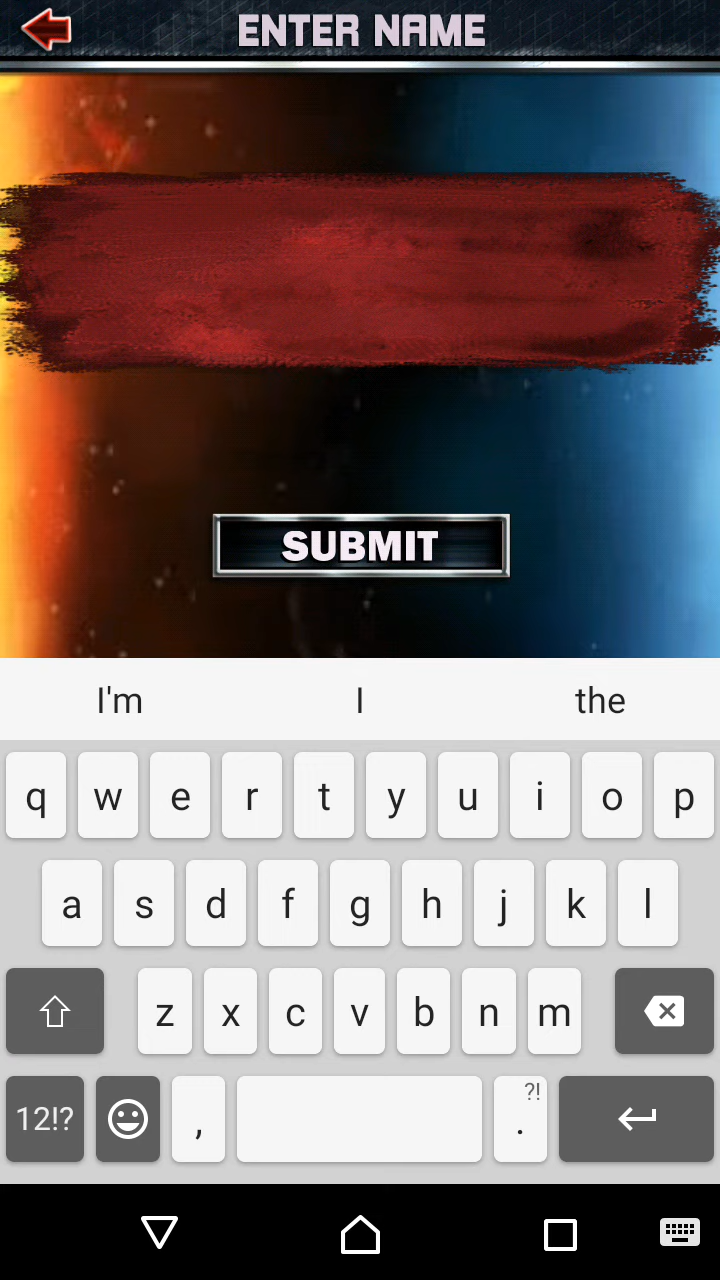 ENTER NAME
SUBMIT
I'm I the
q w e r t y u i o p
a s d f g h j k l
z x c v b n m
12!? , ?! .